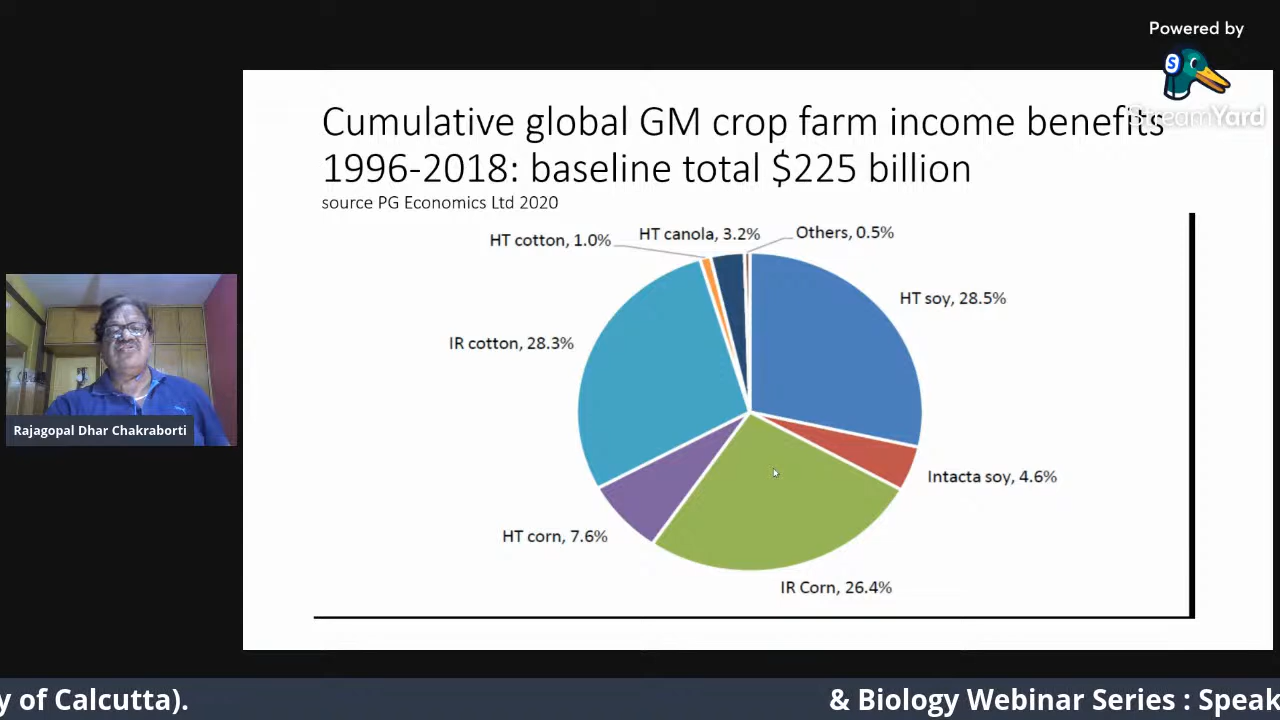 Powered by
StreamYard
Cumulative global GM crop farm income benefits
1996-2018: baseline total $225 billion
source PG Economics Ltd 2020
HT cotton, 1.0%
HT canola, 3.2%
Others, 0.5%
HT soy, 28.5%
IR cotton, 28.3%
Intacta soy, 4.6%
HT corn, 7.6%
IR Corn, 26.4%
Rajagopal Dhar Chakraborti
y of Calcutta).
& Biology Webinar Series : Speak